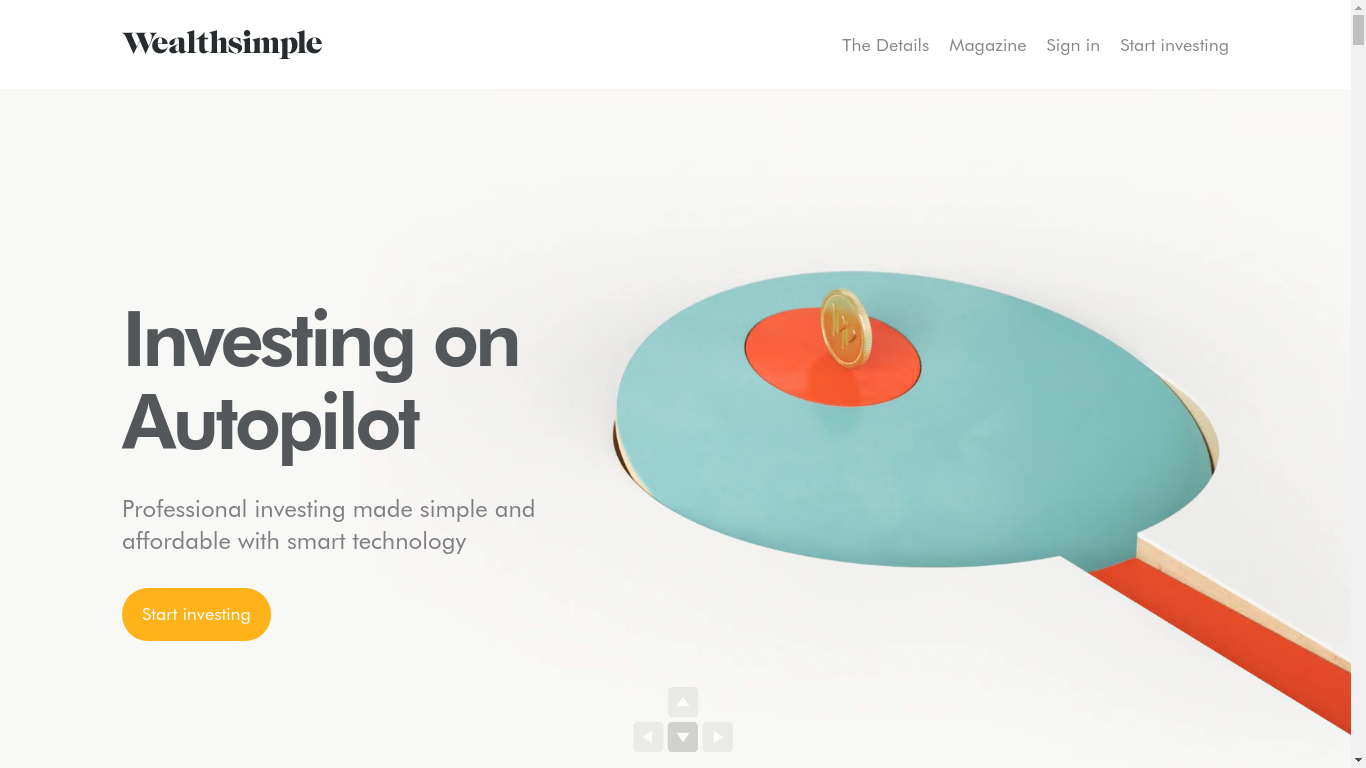 Wealthsimple
The Details
Magazine
Sign in
Start investing
Investing on
Autopilot
Professional investing made simple and
affordable with smart technology
Start investing